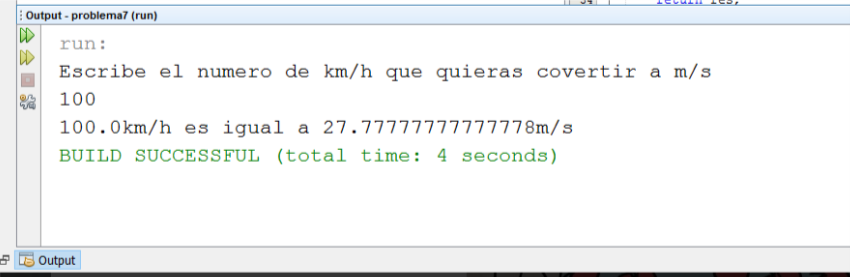 return res;
Output - problema7 (run)
run:
Escribe el numero de km/h que quieras covertir a m/s
100
100.0km/h es igual a 27.77777777777778m/s
BUILD SUCCESSFUL (total time: 4 seconds)
Output